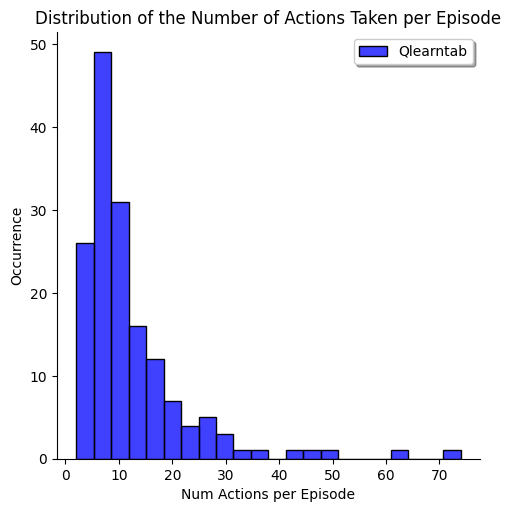 Distribution of the Number of Actions Taken per Episode
Qlearntab
50
40
30
20
10
0
Occurrence
0 10 20 30 40 50 60 70
Num Actions per Episode